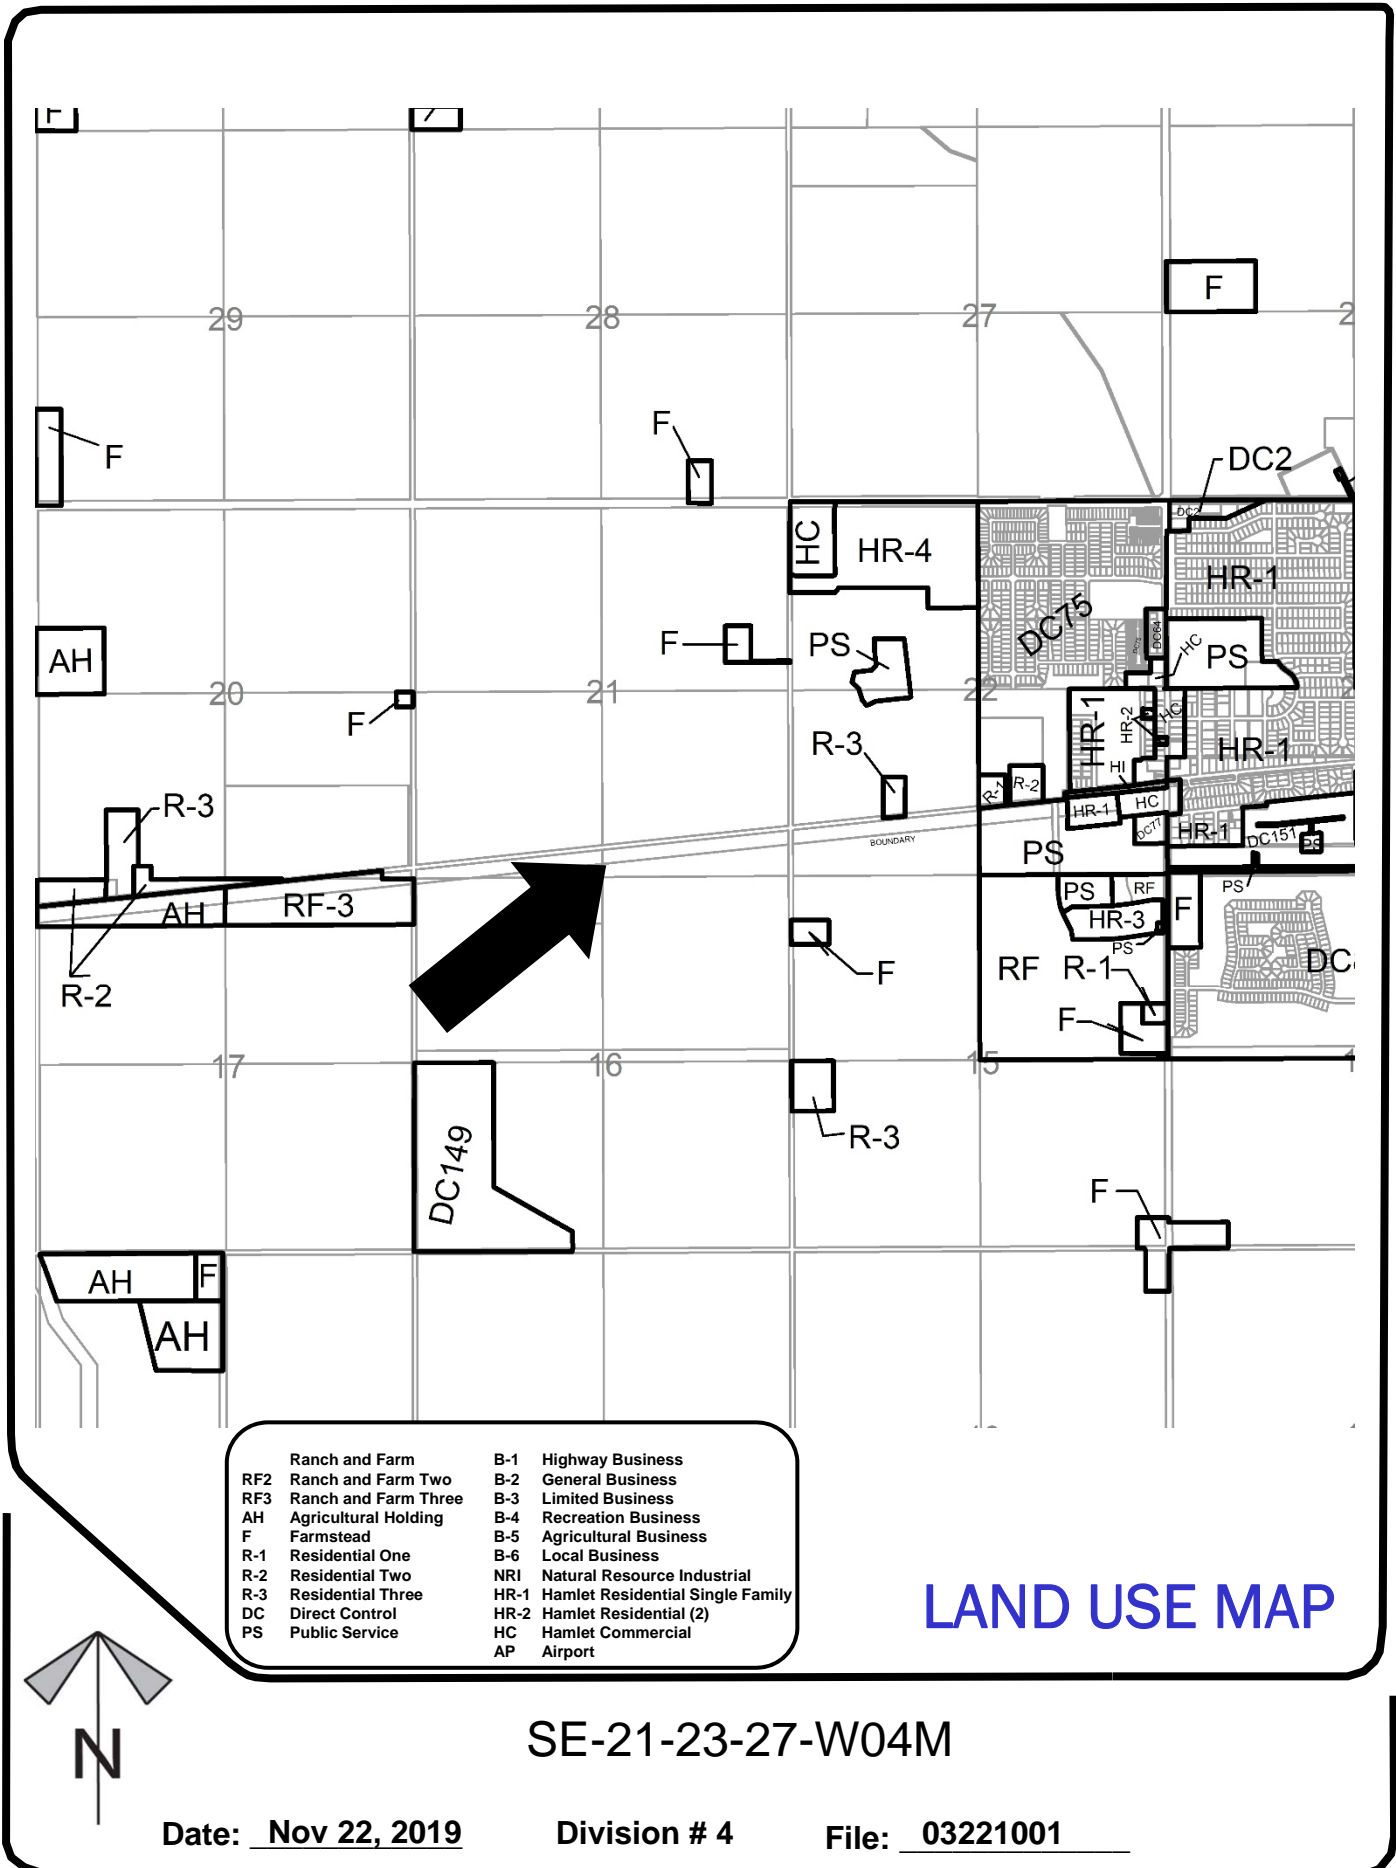 F
29
28
27
F
F
F
DC2
DC2
HC
HR-4
HR-1
DC75
DC64
HC
PS
AH
F
PS
20
21
22
F
HR-1
HR-2
HC
R-3
HR-1
HI
R-1
R-2
R-3
HR-1
HC
BOUNDARY
DC77
HR-1
DC151
PS
PS
AH
RF-3
PS
PS
RF
HR-3
F
PS
F
RF
R-1
DC
R-2
F
17
16
15
DC149
R-3
F
AH
F
AH
Ranch and Farm
RF2 Ranch and Farm Two
RF3 Ranch and Farm Three
AH Agricultural Holding
F Farmstead
R-1 Residential One
R-2 Residential Two
R-3 Residential Three
DC Direct Control
PS Public Service
B-1 Highway Business
B-2 General Business
B-3 Limited Business
B-4 Recreation Business
B-5 Agricultural Business
B-6 Local Business
NRI Natural Resource Industrial
HR-1 Hamlet Residential Single Family
HR-2 Hamlet Residential (2)
HC Hamlet Commercial
AP Airport
LAND USE MAP
N
SE-21-23-27-W04M
Date: Nov 22, 2019 Division # 4 File: 03221001